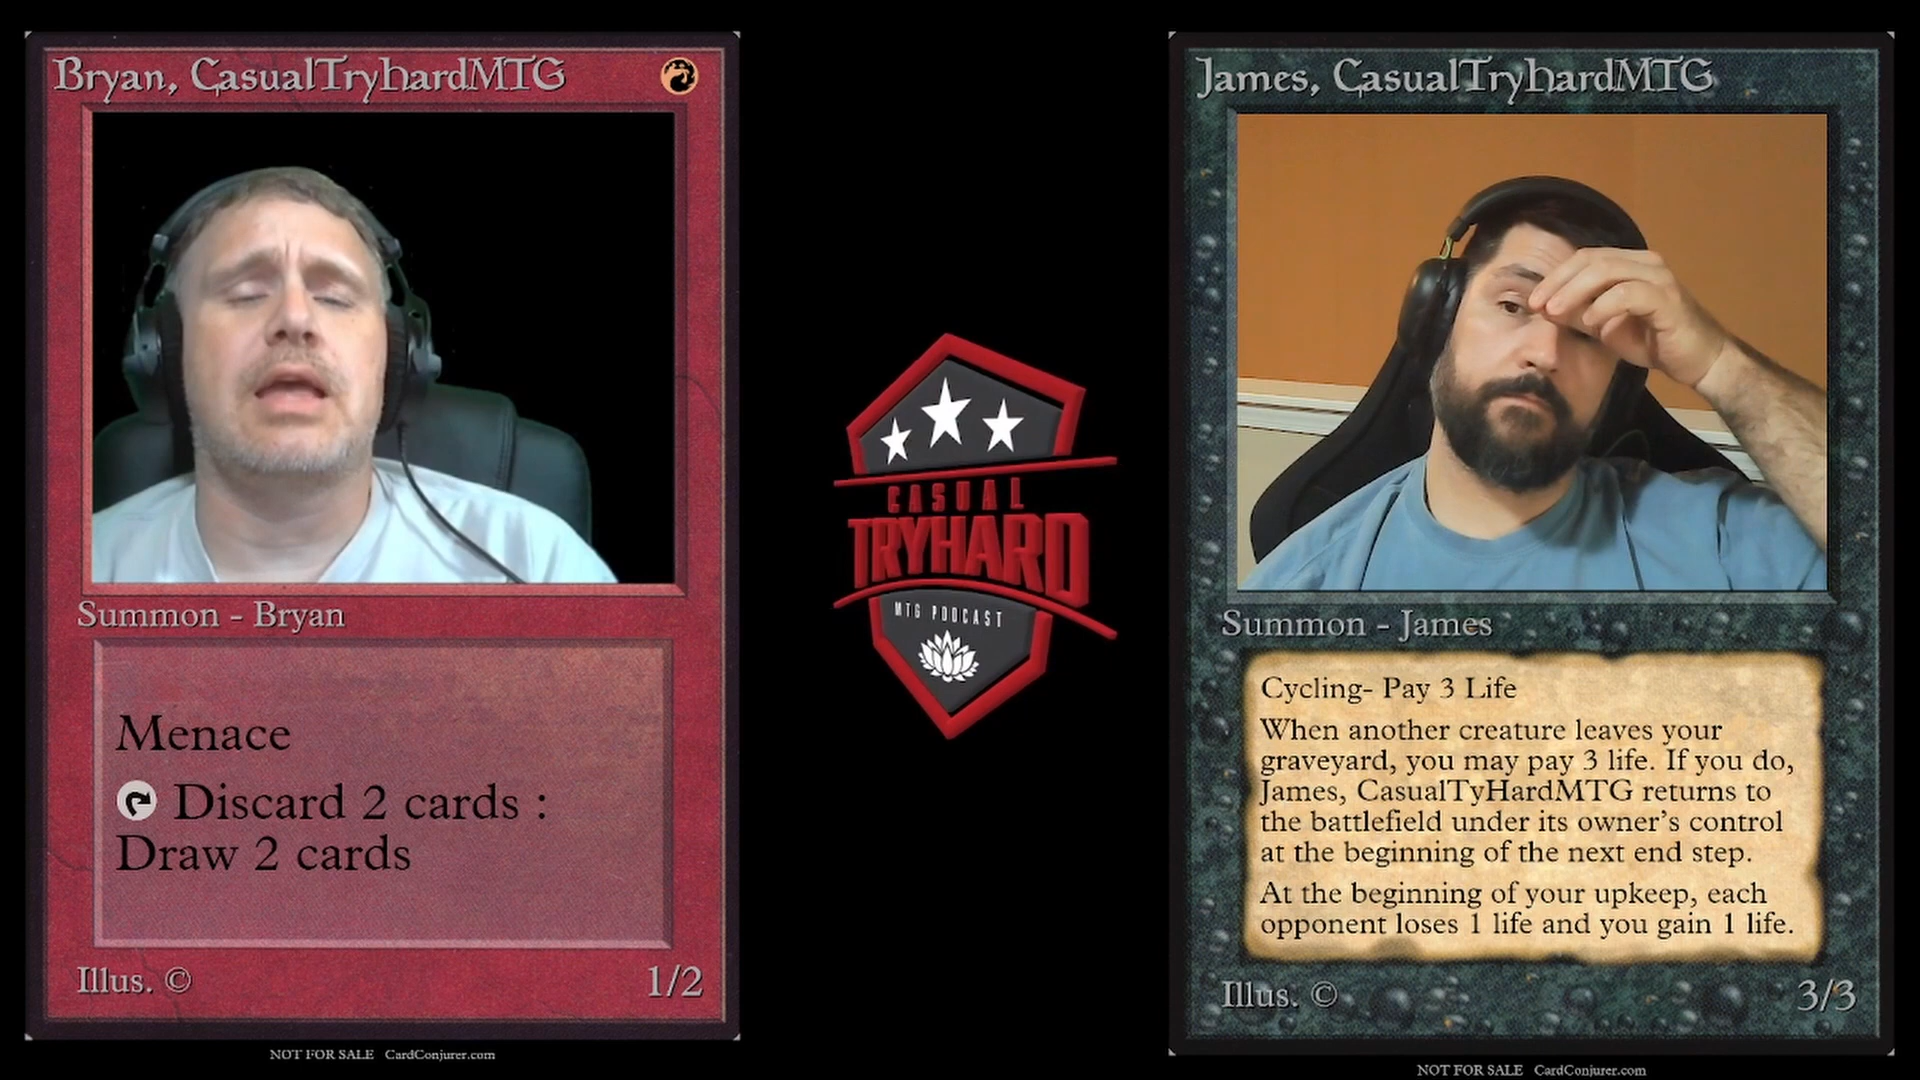 Bryan, CasualTryhardMTG
Summon - Bryan
Menace
Discard 2 cards :
Draw 2 cards
Illus. ©
1/2
NOT FOR SALE CardConjurer.com
CASUAL
TRYHARD
MTG PODCAST
James, CasualTryhardMTG
Summon - James
Cycling- Pay 3 Life
When another creature leaves your
graveyard, you may pay 3 life. If you do,
James, CasualTyHardMTG returns to
the battlefield under its owner's control
at the beginning of the next end step.
At the beginning of your upkeep, each
opponent loses 1 life and you gain 1 life.
Illus. ©
3/3
NOT FOR SALE CardConjurer.com